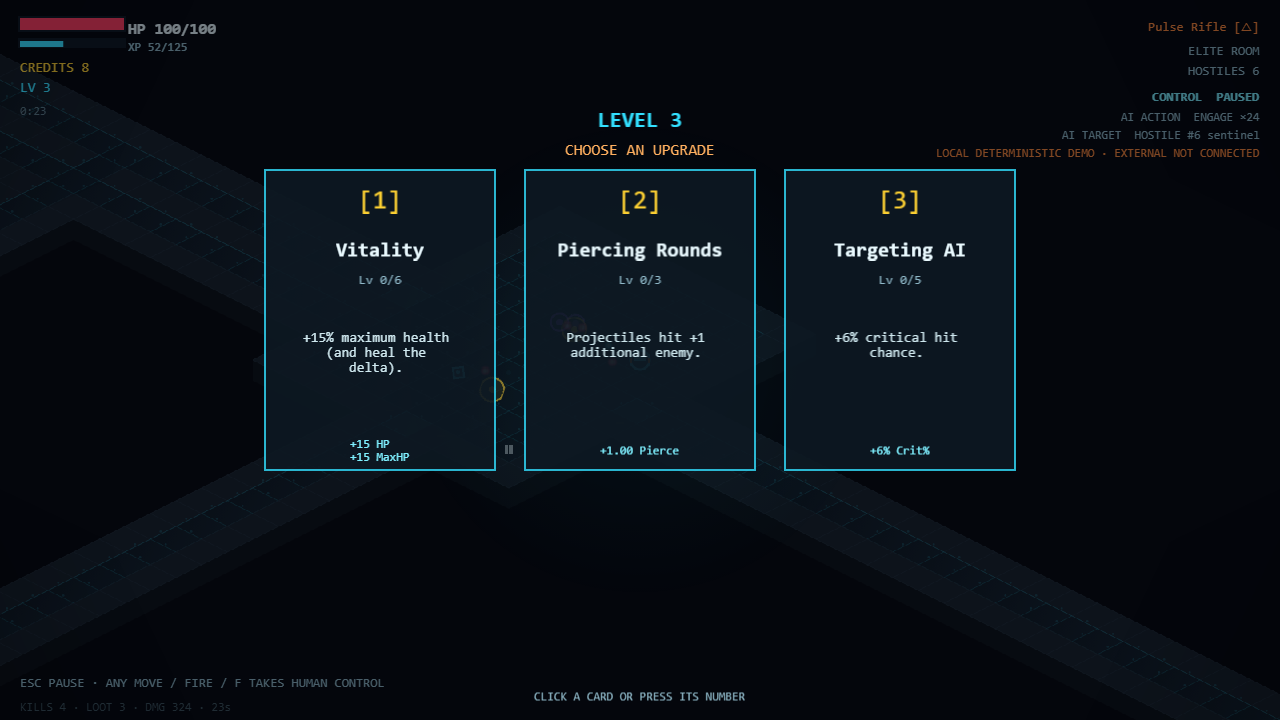 HP 100/100
XP 52/125
CREDITS 8
LV 3
0:23
Pulse Rifle [△]
ELITE ROOM
HOSTILES 6
CONTROL PAUSED
AI ACTION ENGAGE ×24
AI TARGET HOSTILE #6 sentinel
LOCAL DETERMINISTIC DEMO · EXTERNAL NOT CONNECTED
LEVEL 3
CHOOSE AN UPGRADE
[1]
Vitality
Lv 0/6
+15% maximum health
(and heal the
delta).
+15 HP
+15 MaxHP
[2]
Piercing Rounds
Lv 0/3
Projectiles hit +1
additional enemy.
+1.00 Pierce
[3]
Targeting AI
Lv 0/5
+6% critical hit
chance.
+6% Crit%
ESC PAUSE · ANY MOVE / FIRE / F TAKES HUMAN CONTROL
CLICK A CARD OR PRESS ITS NUMBER
KILLS 4 · LOOT 3 · DMG 324 · 23s